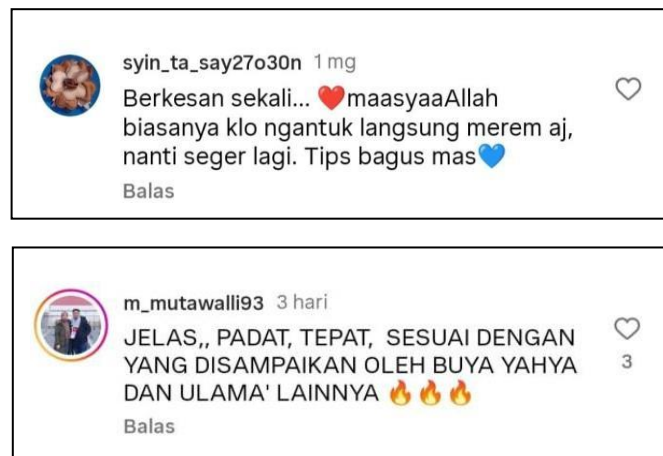 syin_ta_say27o30n 1 mg
Berkesan sekali... ❤️maasyaaAllah
biasanya klo ngantuk langsung merem aj,
nanti seger lagi. Tips bagus mas💙
Balas
m_mutawalli93 3 hari
JELAS,, PADAT, TEPAT, SESUAI DENGAN
YANG DISAMPAIKAN OLEH BUYA YAHYA
DAN ULAMA' LAINNYA 🔥🔥🔥
3
Balas